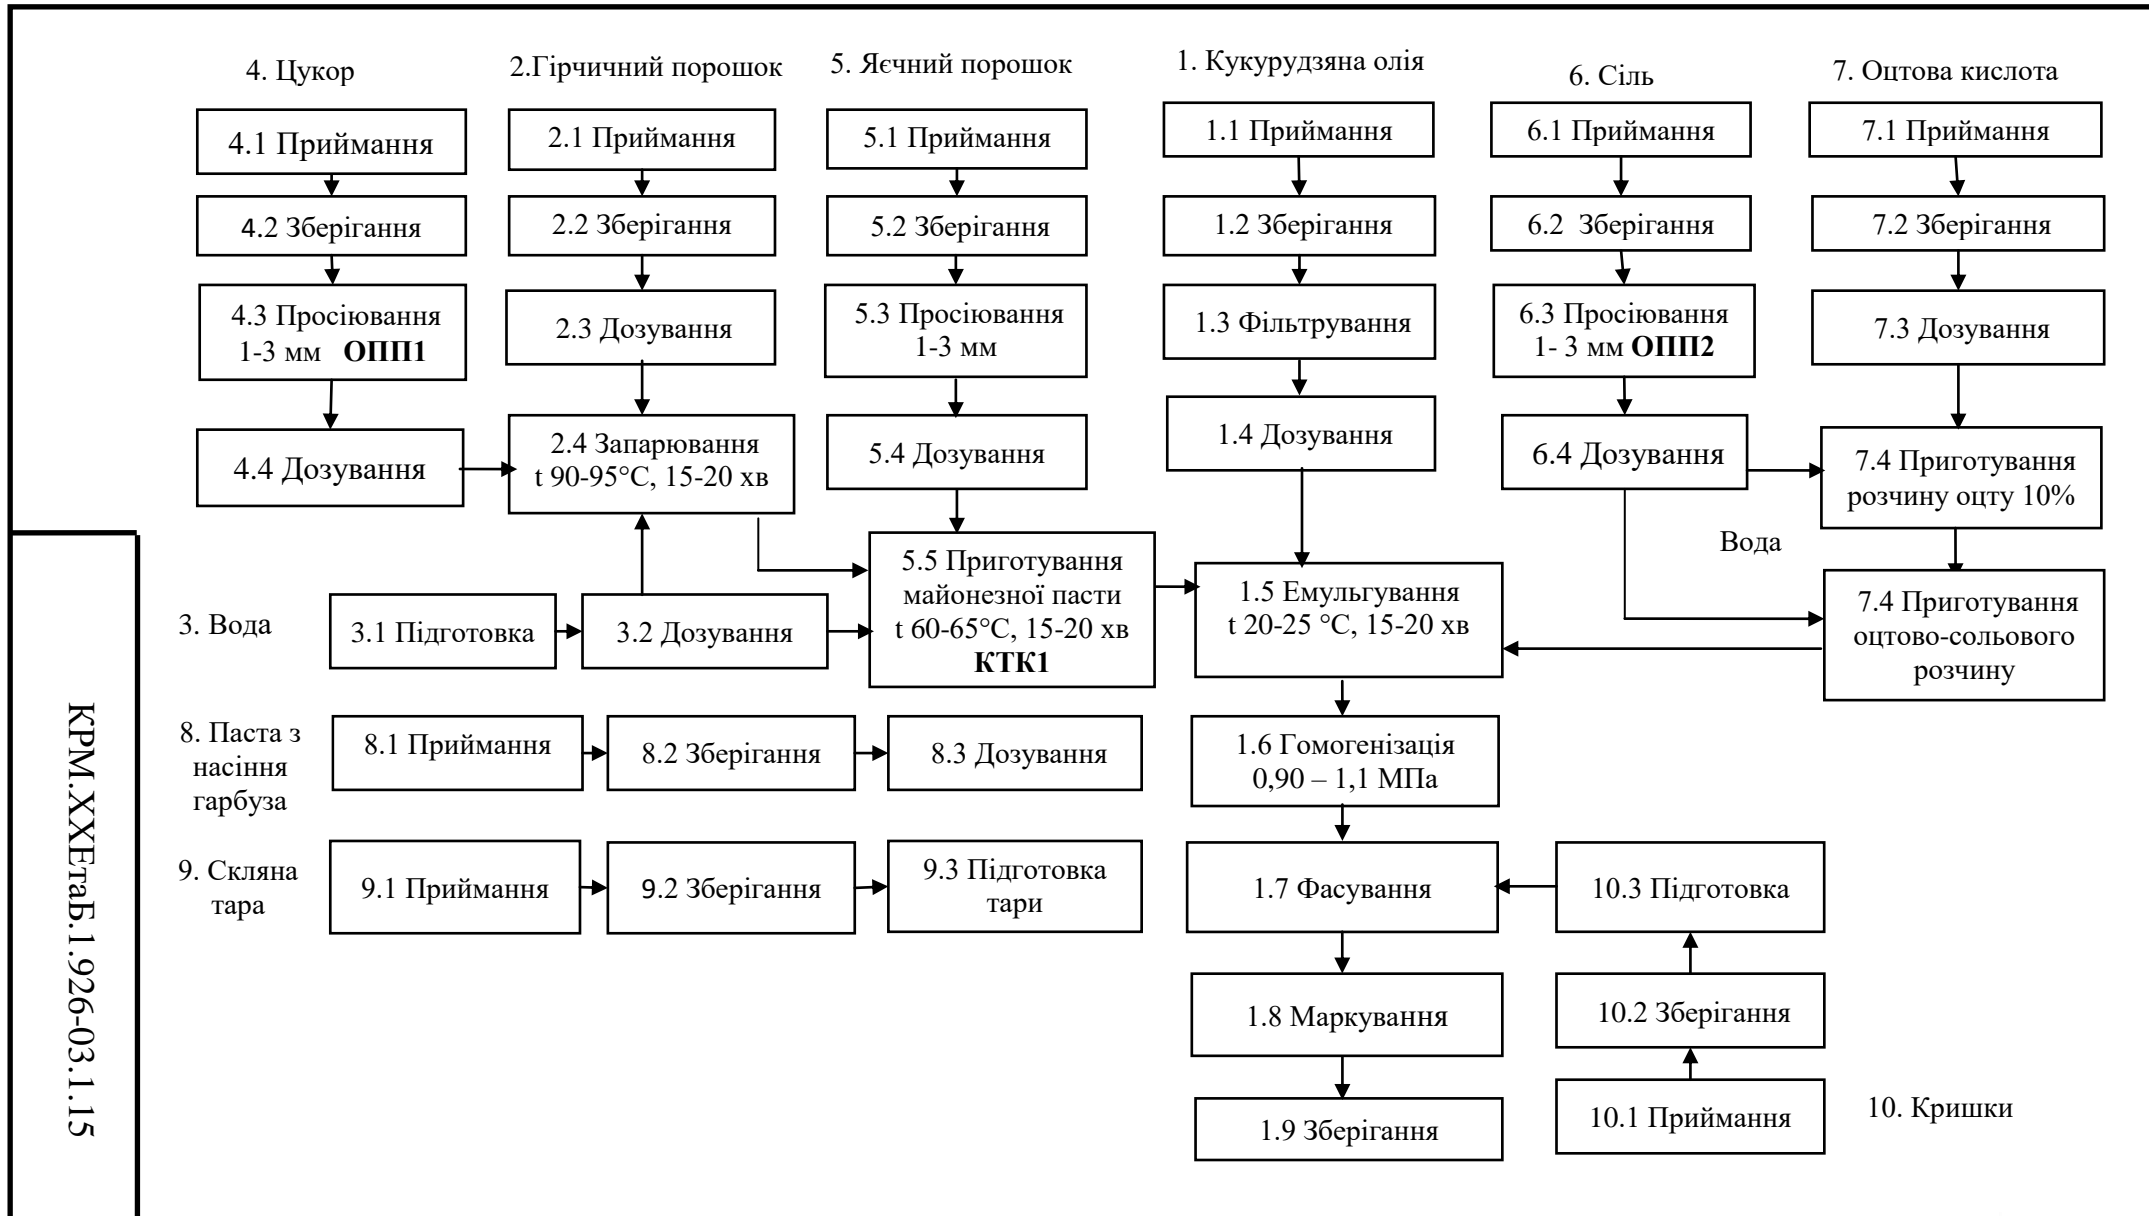 4. Цукор
2.Гірчичний порошок
5. Яєчний порошок
1. Кукурудзяна олія
6. Сіль
7. Оцтова кислота
4.1 Приймання
2.1 Приймання
5.1 Приймання
1.1 Приймання
6.1 Приймання
7.1 Приймання
4.2 Зберігання
2.2 Зберігання
5.2 Зберігання
1.2 Зберігання
6.2 Зберігання
7.2 Зберігання
4.3 Просіювання
1-3 мм ОПП1
2.3 Дозування
5.3 Просіювання
1-3 мм
1.3 Фільтрування
6.3 Просіювання
1- 3 мм ОПП2
7.3 Дозування
4.4 Дозування
2.4 Запарювання
t 90-95°С, 15-20 хв
5.4 Дозування
1.4 Дозування
6.4 Дозування
7.4 Приготування
розчину оцту 10%
Вода
3. Вода
3.1 Підготовка
3.2 Дозування
5.5 Приготування
майонезної пасти
t 60-65°С, 15-20 хв
КТК1
1.5 Емульгування
t 20-25 °С, 15-20 хв
7.4 Приготування
оцтово-сольового
розчину
8. Паста з
насіння
гарбуза
8.1 Приймання
8.2 Зберігання
8.3 Дозування
1.6 Гомогенізація
0,90 – 1,1 МПа
9. Скляна
тара
9.1 Приймання
9.2 Зберігання
9.3 Підготовка
тари
1.7 Фасування
10.3 Підготовка
1.8 Маркування
10.2 Зберігання
1.9 Зберігання
10.1 Приймання
10. Кришки
КРМ.ХХЕтаБ.1.926-03.1.15